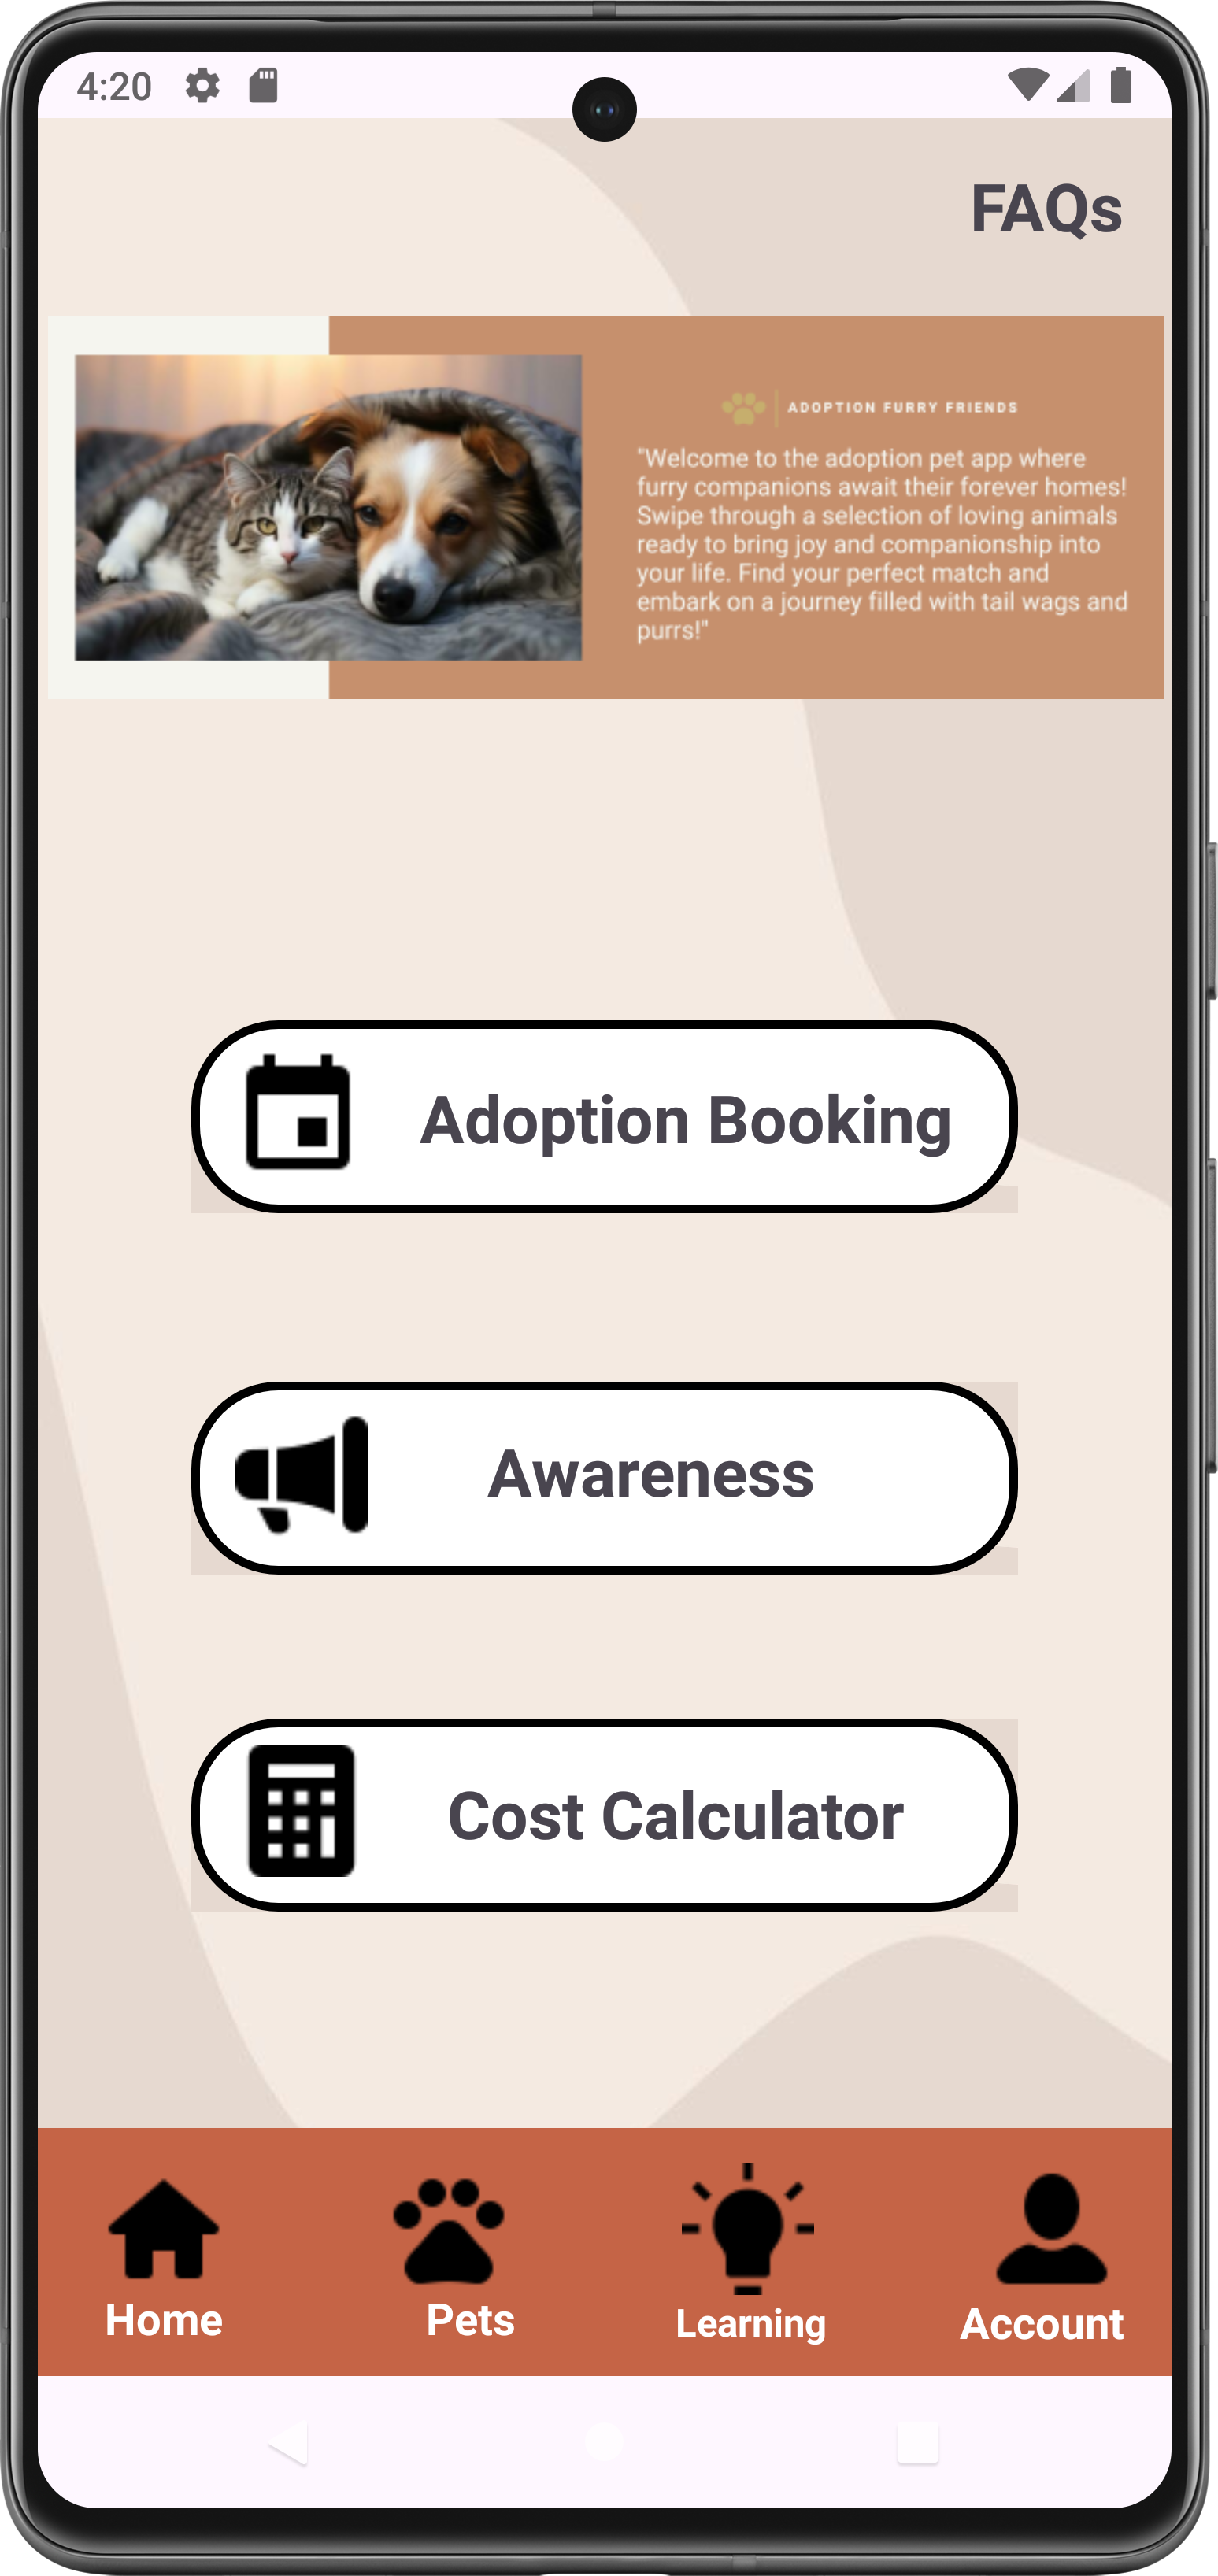 4:20
FAQs
ADOPTION FURRY FRIENDS
"Welcome to the adoption pet app where
furry companions await their forever homes!
Swipe through a selection of loving animals
ready to bring joy and companionship into
your life. Find your perfect match and
embark on a journey filled with tail wags and
purrs!"
Adoption Booking
Awareness
Cost Calculator
Home
Pets
Learning
Account